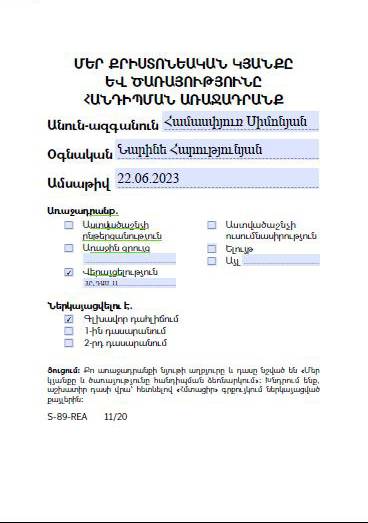 ՄԵՐ ՔՐԻՍՏՈՆԵԱԿԱՆ ԿՅԱՆՔԸ
ԵՎ ԾԱՌԱՅՈՒԹՅՈՒՆԸ
ՀԱՆԴԻՊՄԱՆ ԱՌԱՋԱԴՐԱՆՔ
Անուն-ազգանուն Համասփյուռ Սիմոնյան
Օգնական Նարինե Հարությունյան
Ամսաթիվ 22.06.2023
Առաջադրանք.
Աստվածաշնչի ընթերցանություն
Առաջին զրույց
Վերայցելություն
Աստվածաշնչի ուսումնասիրություն
Ելույթ
Այլ
Ներկայացվելու է.
Գլխավոր դահլիճում
1-ին դասարանում
2-րդ դասարանում
Ծուցում: Քո առաջադրանքի նյութի աղբյուրը և դասը նշված են «Մեր
կյանքը և ծառայությունը հանդիպման ձեռնարկում»: Խնդրում ենք,
աշխատիր դասի վրա՝ հետևելով «Հմտացիր» գրքույկում ներկայացված
քայլերին:
S-89-REA 11/20